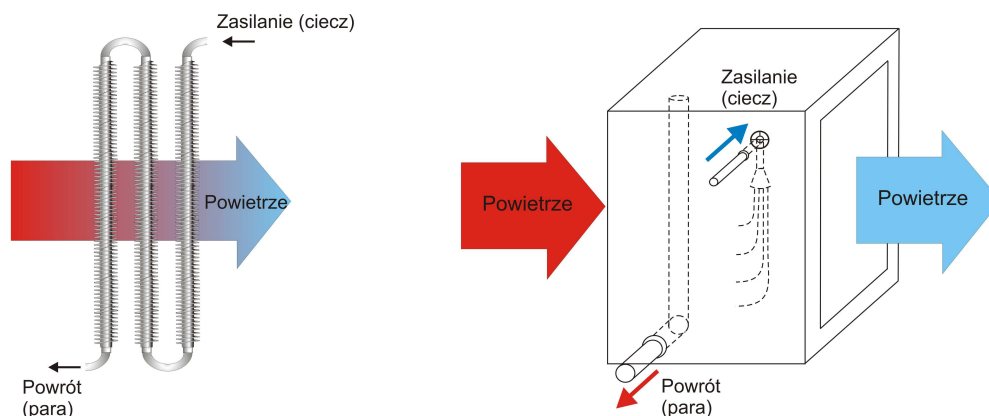 Zasilanie (ciecz)
Powietrze
Powrót
(para)
Zasilanie
(ciecz)
Powietrze
Powietrze
Powrót
(para)